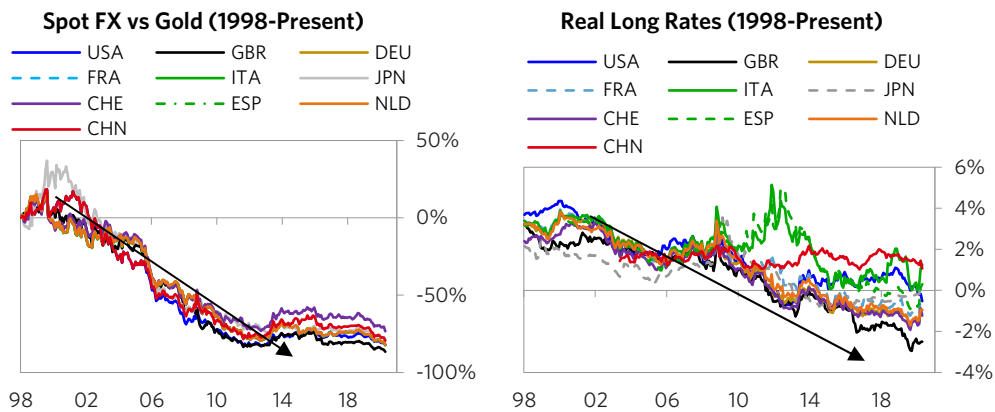 Spot FX vs Gold (1998-Present)
USA GBR DEU
FRA ITA JPN
CHE ESP NLD
CHN
50%
0%
-50%
-100%
98 02 06 10 14 18
Real Long Rates (1998-Present)
USA GBR DEU
FRA ITA JPN
CHE ESP NLD
CHN
6%
4%
2%
0%
-2%
-4%
98 02 06 10 14 18